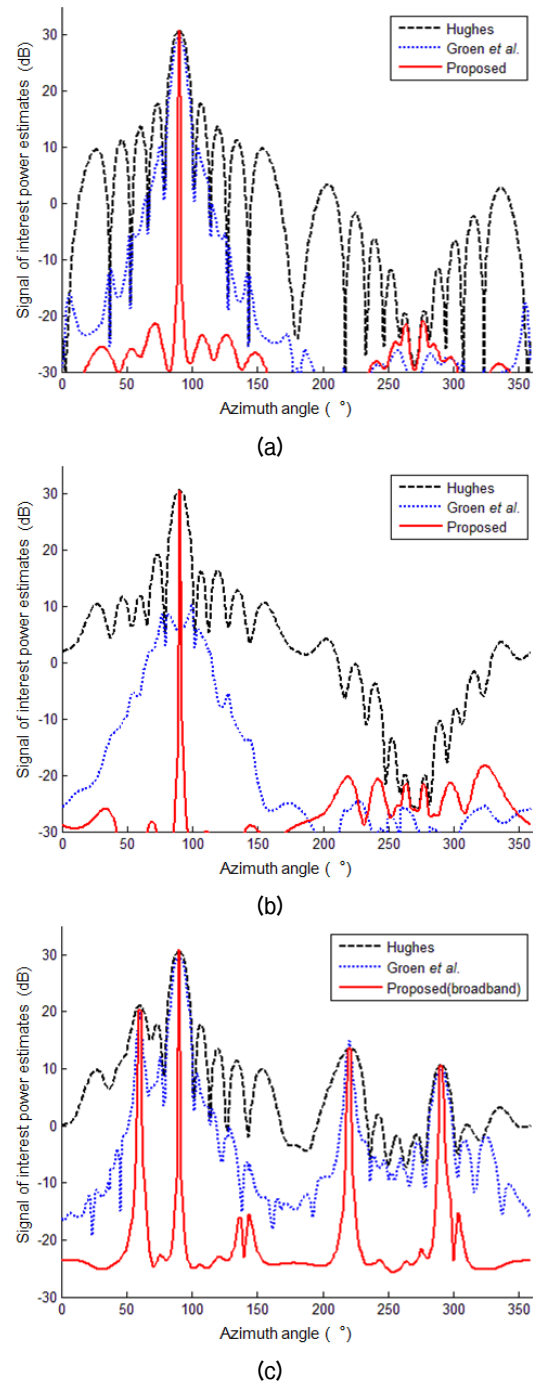 Hughes
Groen et al.
Proposed
Signal of interest power estimates (dB)
30
20
10
0
-10
-20
-30
0 50 100 150 200 250 300 350
Azimuth angle ( °)
(a)
Hughes
Groen et al.
Proposed
Signal of interest power estimates (dB)
30
20
10
0
-10
-20
-30
0 50 100 150 200 250 300 350
Azimuth angle ( °)
(b)
Hughes
Groen et al.
Proposed(broadband)
Signal of interest power estimates (dB)
30
20
10
0
-10
-20
-30
0 50 100 150 200 250 300 350
Azimuth angle ( °)
(c)